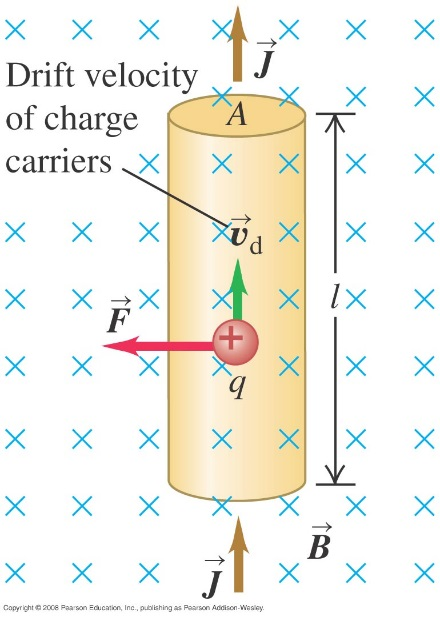 J
Drift velocity
of charge
carriers
A
v_d
F
l
+
q
B
J
Copyright © 2008 Pearson Education, Inc., publishing as Pearson Addison-Wesley.